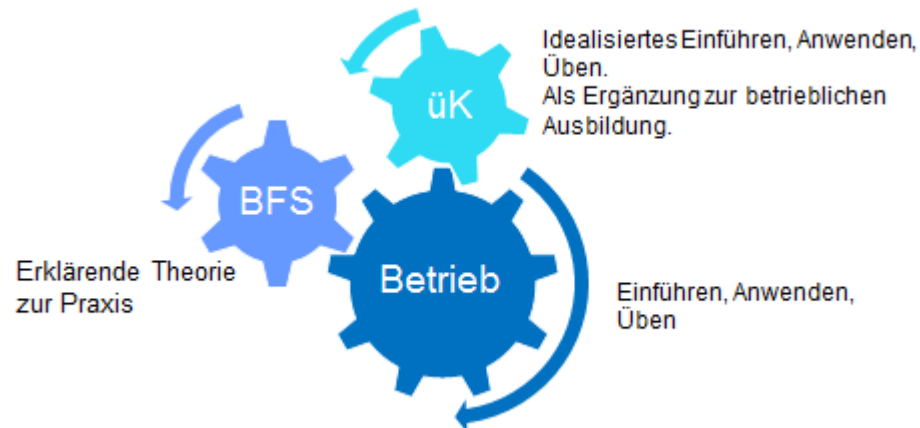 Idealisiertes Einführen, Anwenden,
Üben.
Als Ergänzung zur betrieblichen
Ausbildung.
üK
BFS
Erklärende Theorie
zur Praxis
Betrieb
Einführen, Anwenden,
Üben